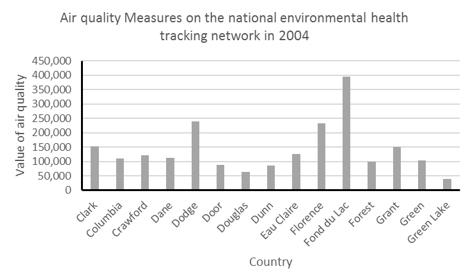 Air quality Measures on the national environmental health
tracking network in 2004
Value of air quality
450,000
400,000
350,000
300,000
250,000
200,000
150,000
100,000
50,000
0
Clark
Columbia
Crawford
Dane
Dodge
Door
Douglas
Dunn
Eau Claire
Florence
Fond du Lac
Forest
Grant
Green
Green Lake
Country